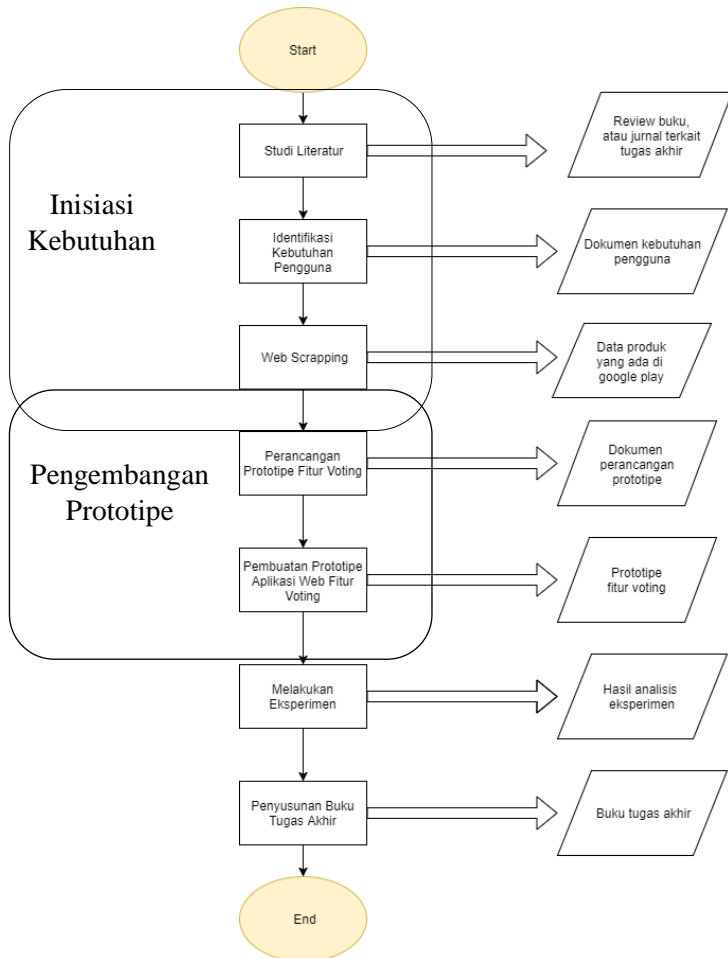 Start
Studi Literatur
Review buku,
atau jurnal terkait
tugas akhir
Inisiasi
Kebutuhan
Identifikasi
Kebutuhan
Pengguna
Dokumen kebutuhan
pengguna
Web Scrapping
Data produk
yang ada di
google play
Pengembangan
Prototipe
Perancangan
Prototipe Fitur Voting
Dokumen
perancangan
prototipe
Pembuatan Prototipe
Aplikasi Web Fitur
Voting
Prototipe
fitur voting
Melakukan
Eksperimen
Hasil analisis
eksperimen
Penyusunan Buku
Tugas Akhir
Buku tugas akhir
End